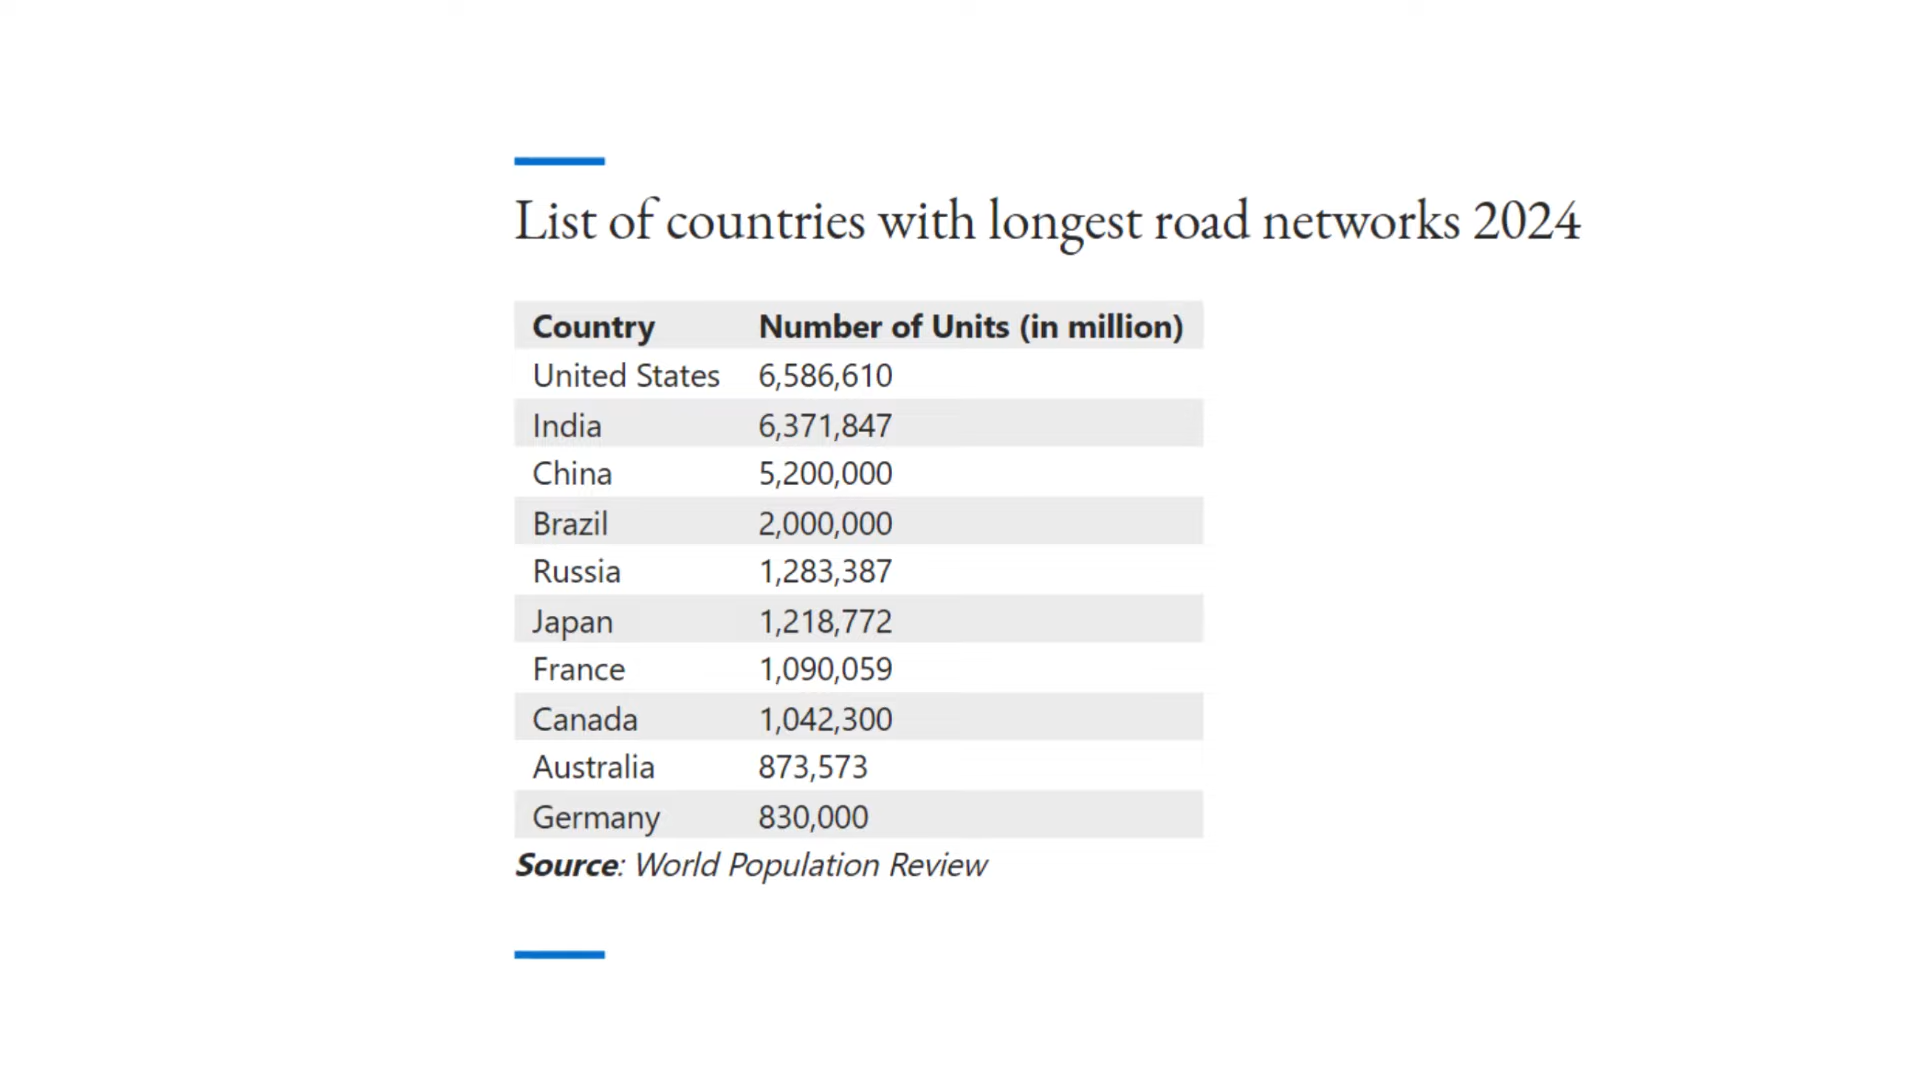 List of countries with longest road networks 2024
Country Number of Units (in million)
United States 6,586,610
India 6,371,847
China 5,200,000
Brazil 2,000,000
Russia 1,283,387
Japan 1,218,772
France 1,090,059
Canada 1,042,300
Australia 873,573
Germany 830,000
Source: World Population Review